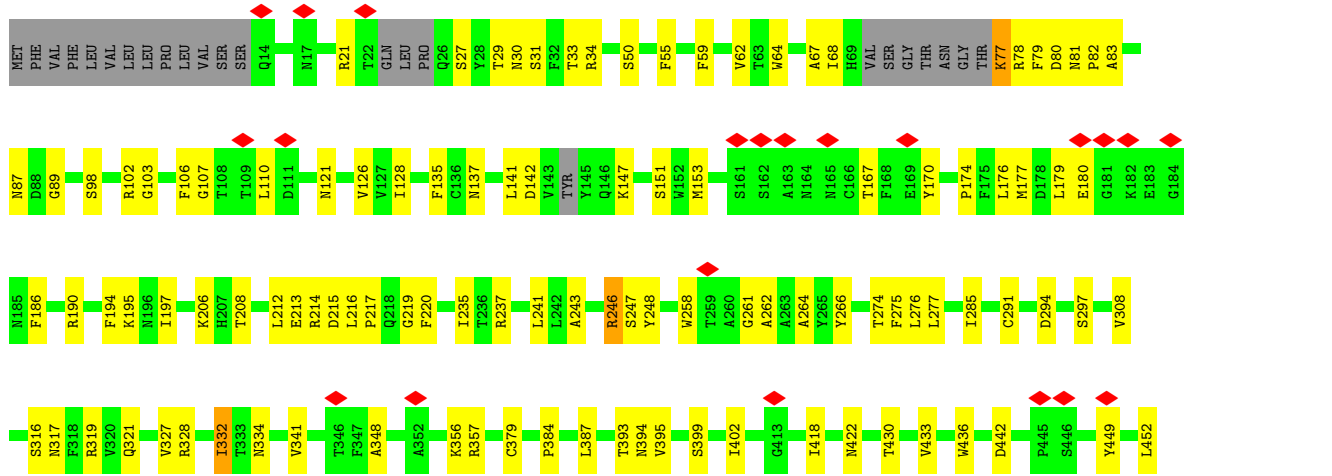 MET PHE VAL PHE LEU VAL LEU LEU PRO LEU VAL SER SER Q14 N17 R21 T22 GLN LEU PRO Q26 S27 Y28 T29 N30 S31 F32 T33 R34 S50 F55 F59 V62 T63 W64 A67 I68 H69 VAL SER GLY THR ASN GLY THR K77 R78 F79 D80 N81 P82 A83
N87 D88 G89 S98 R102 G103 F106 G107 T108 T109 L110 D111 N121 V126 V127 I128 F135 C136 N137 L141 D142 V143 TYR Y145 Q146 K147 S151 W152 M153 S161 S162 A163 N164 N165 C166 T167 F168 E169 Y170 P174 F175 L176 M177 D178 L179 E180 G181 K182 E183 G184
N185 F186 R190 F194 K195 N196 I197 K206 H207 T208 L212 E213 R214 D215 L216 P217 Q218 G219 F220 I235 T236 R237 L241 L242 A243 R246 S247 Y248 W258 T259 A260 G261 A262 A263 A264 Y265 Y266 T274 F275 L276 L277 I285 C291 D294 S297 V308
S316 N317 F318 R319 V320 Q321 V327 R328 I332 T333 N334 V341 T346 F347 A348 A352 K356 R357 C379 P384 L387 T393 N394 V395 S399 I402 G413 I418 N422 T430 V433 W436 D442 P445 S446 Y449 L452